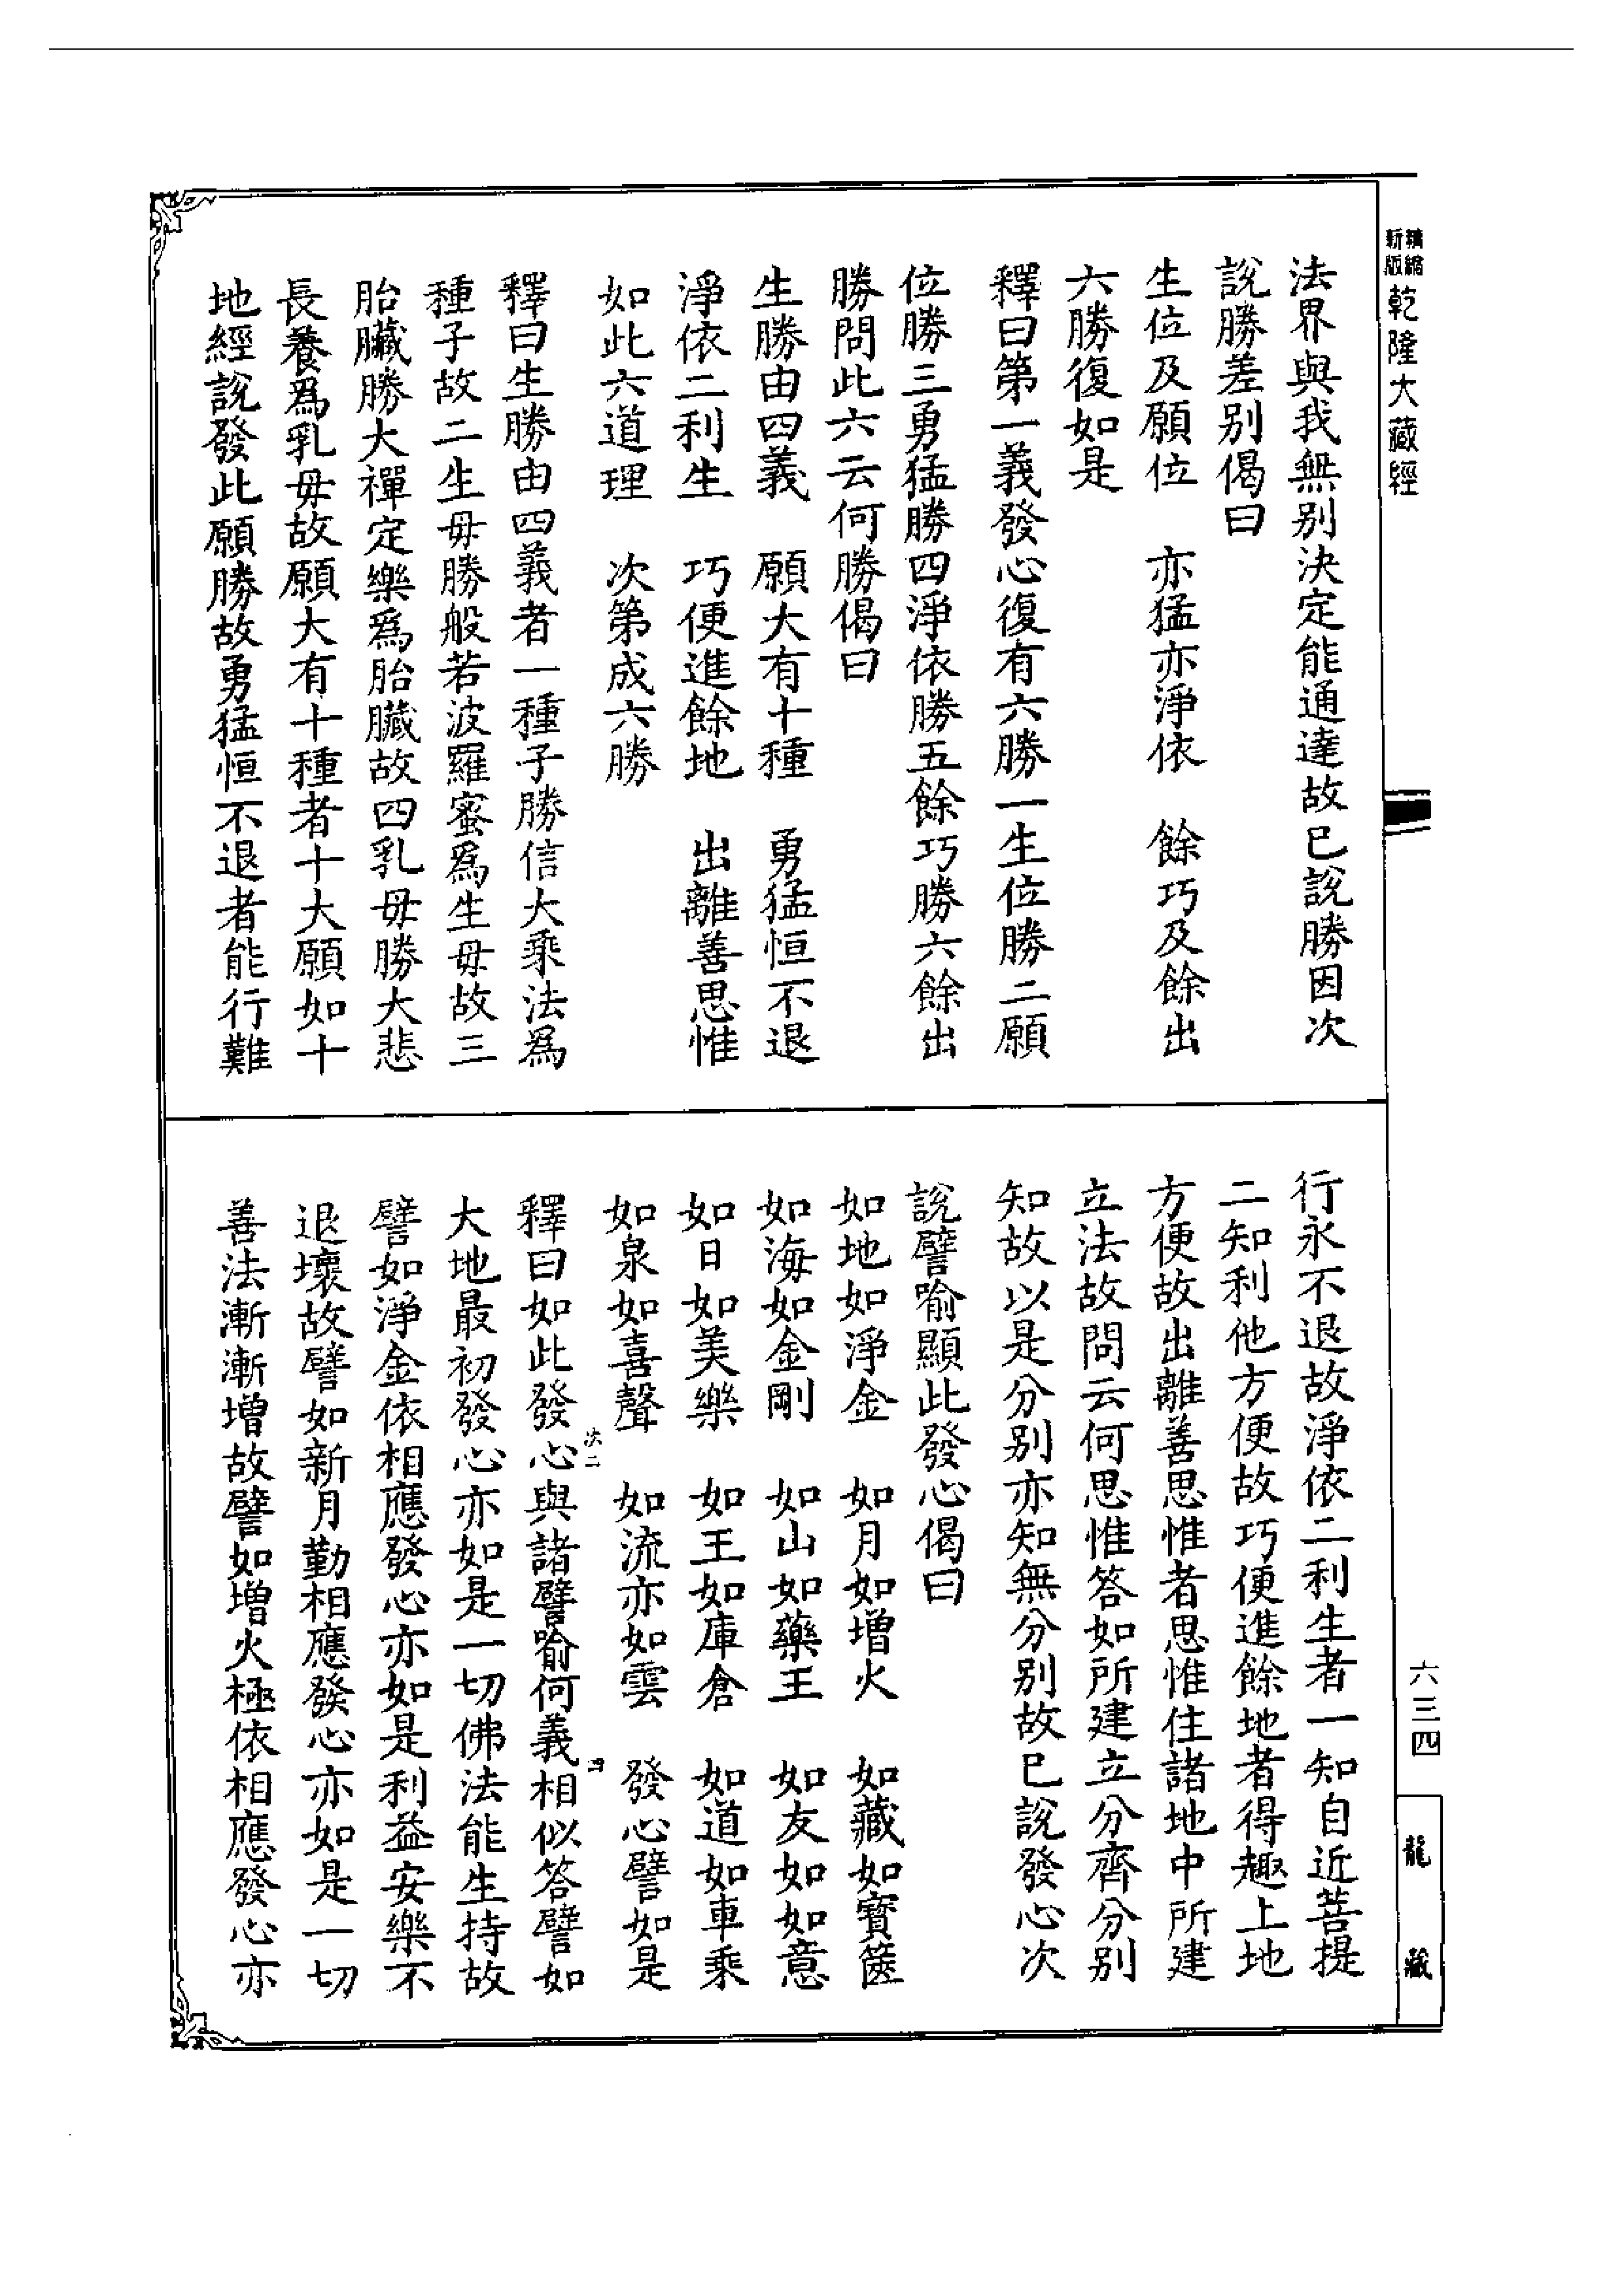 新版精縮乾隆大藏經
法界與我無别決定能通達故已說勝因次
說勝差别偈曰
生位及願位　亦猛亦淨依　餘巧及餘出
六勝復如是
釋曰第一義發心復有六勝一生位勝二願
位勝三勇猛勝四淨依勝五餘巧勝六餘出
勝問此六云何勝偈曰
生勝由四義　願大有十種　勇猛恒不退
淨依二利生　巧便進餘地　出離善思惟
如此六道理　次第成六勝
釋曰生勝由四義者一種子勝信大乘法爲
種子故二生毋勝般若波羅蜜爲生毋故三
胎臟勝大禪定樂爲胎臟故四乳毋勝大悲
長養爲乳毋故願大有十種者十大願如十
地經說發此願勝故勇猛恒不退者能行難
行永不退故淨依二利生者一知自近菩提
二知利他方便故巧便進餘地者得趣上地
方便故出離善思惟者思惟住諸地中所建
立法故問云何思惟答如所建立分齊分别
知故以是分别亦知無分别故已說發心次
說譬喻顯此發心偈曰
如地如淨金　如月如增火　如藏如寳篋
如海如金剛　如山如藥王　如友如如意
如日如美樂　如王如庫倉　如道如車乘
如泉如喜聲　如流亦如雲　發心譬如是
釋曰如此發心與諸譬喻何義相似答譬如
大地最初發心亦如是一切佛法能生持故
譬如淨金依相應發心亦如是利益安樂不
退壞故譬如新月勤相應發心亦如是一切
善法漸漸增故譬如增火極依相應發心亦
六三四
龍藏